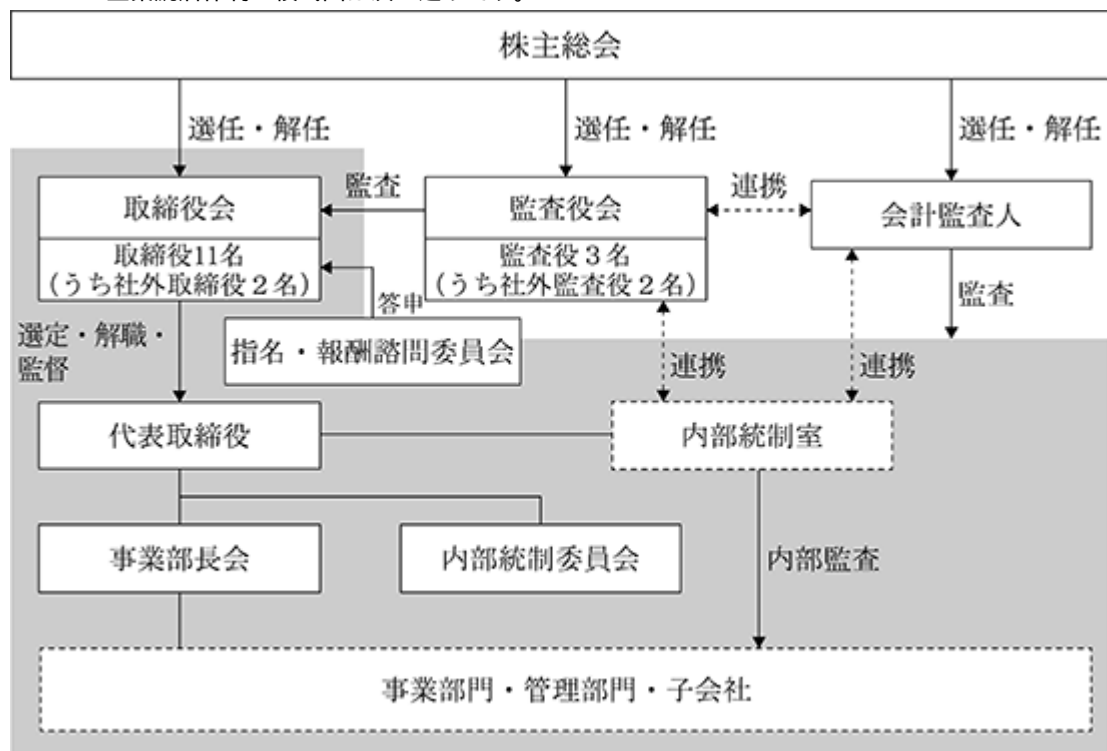 株主総会
選任・解任
選任・解任
選任・解任
取締役会
監査
監査役会
連携
会計監査人
取締役11名
(うち社外取締役2名)
監査役3名
(うち社外監査役2名)
答申
監査
選定・解職・
監督
指名・報酬諮問委員会
連携
連携
代表取締役
内部統制室
事業部長会
内部統制委員会
内部監査
事業部門・管理部門・子会社